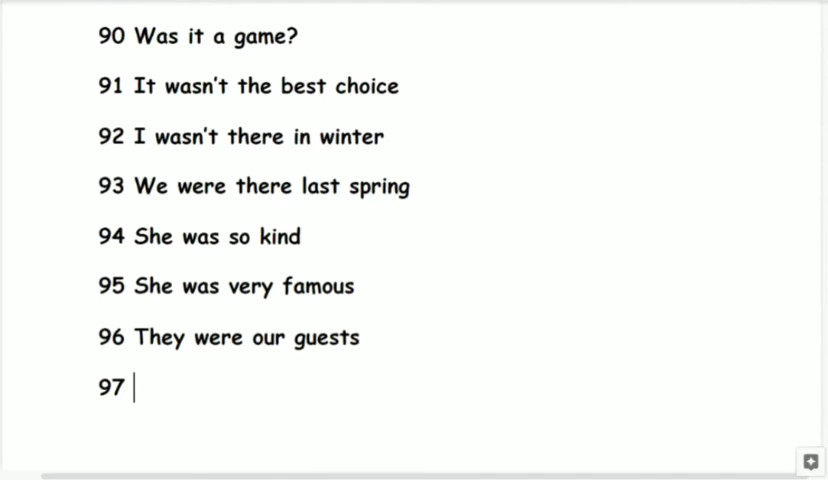 90 Was it a game?
91 It wasn't the best choice
92 I wasn't there in winter
93 We were there last spring
94 She was so kind
95 She was very famous
96 They were our guests
97